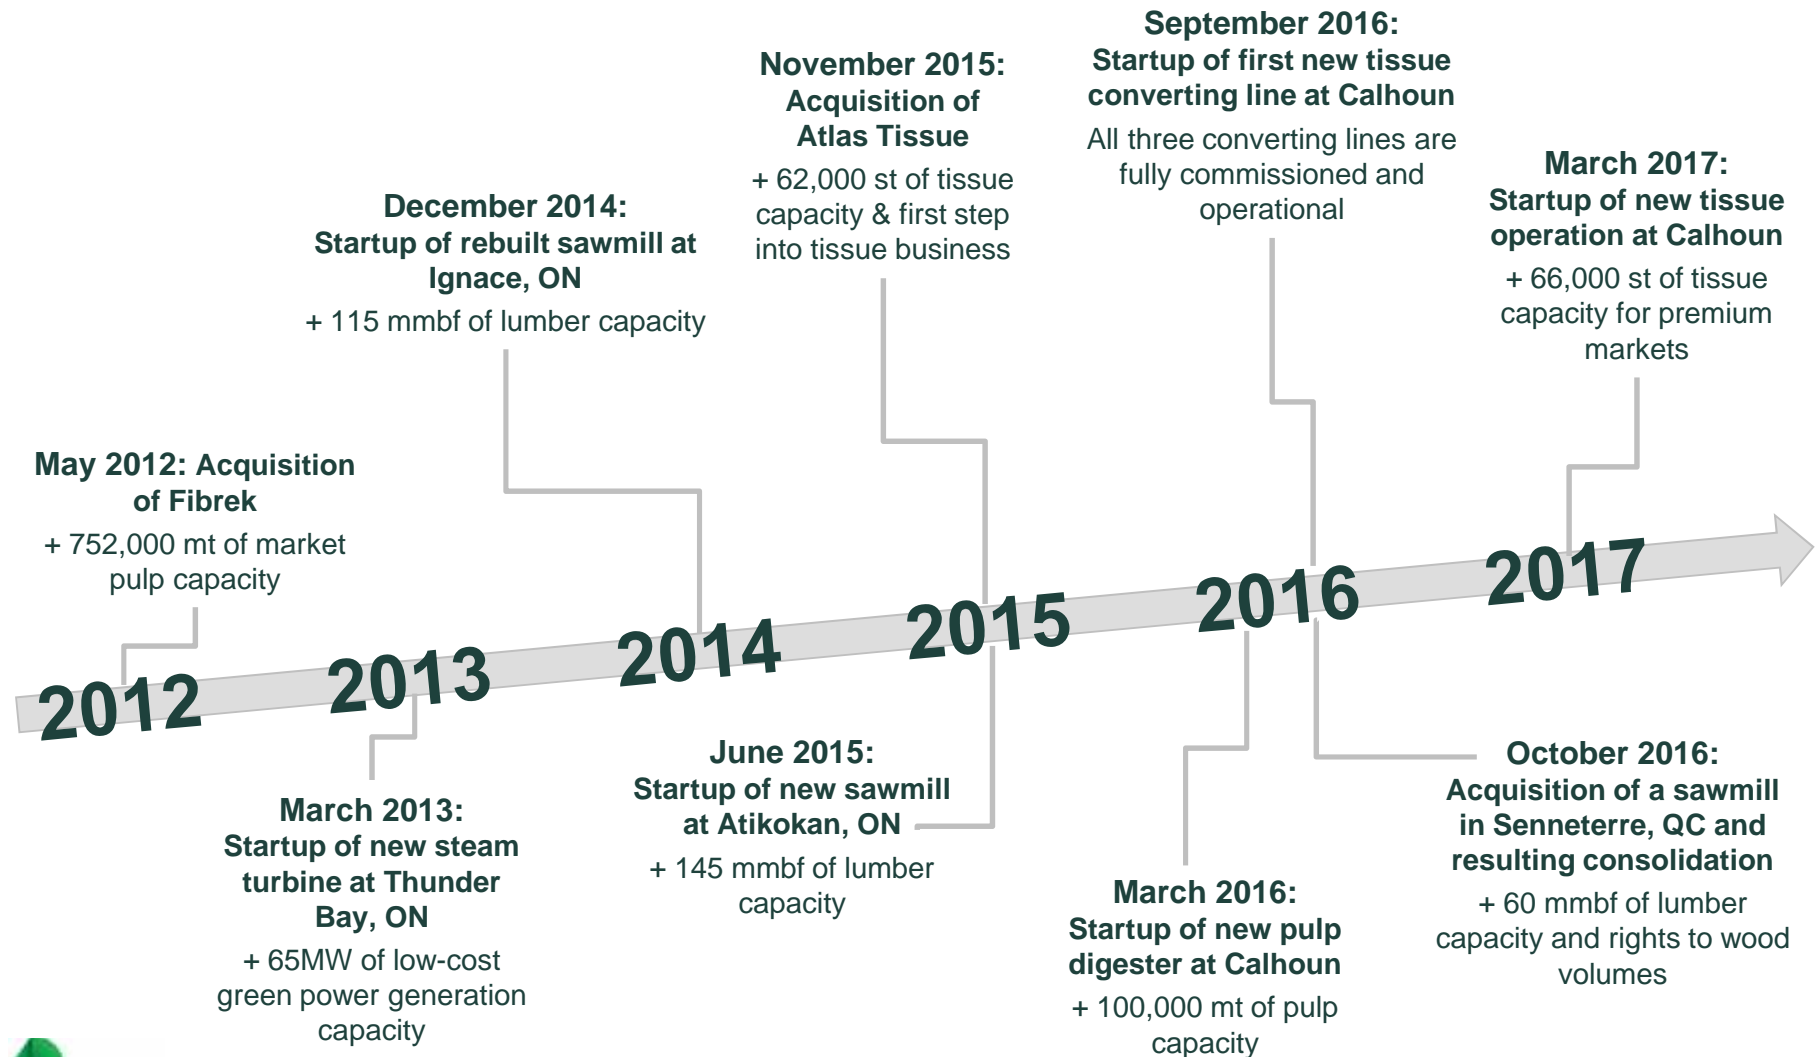 May 2012: Acquisition
of Fibrek
+ 752,000 mt of market
pulp capacity
March 2013:
Startup of new steam
turbine at Thunder
Bay, ON
+ 65MW of low-cost
green power generation
capacity
December 2014:
Startup of rebuilt sawmill at
Ignace, ON
+ 115 mmbf of lumber capacity
June 2015:
Startup of new sawmill
at Atikokan, ON
+ 145 mmbf of lumber
capacity
November 2015:
Acquisition of
Atlas Tissue
+ 62,000 st of tissue
capacity & first step
into tissue business
March 2016:
Startup of new pulp
digester at Calhoun
+ 100,000 mt of pulp
capacity
September 2016:
Startup of first new tissue
converting line at Calhoun
All three converting lines are
fully commissioned and
operational
October 2016:
Acquisition of a sawmill
in Senneterre, QC and
resulting consolidation
+ 60 mmbf of lumber
capacity and rights to wood
volumes
March 2017:
Startup of new tissue
operation at Calhoun
+ 66,000 st of tissue
capacity for premium
markets
2012
2013
2014
2015
2016
2017